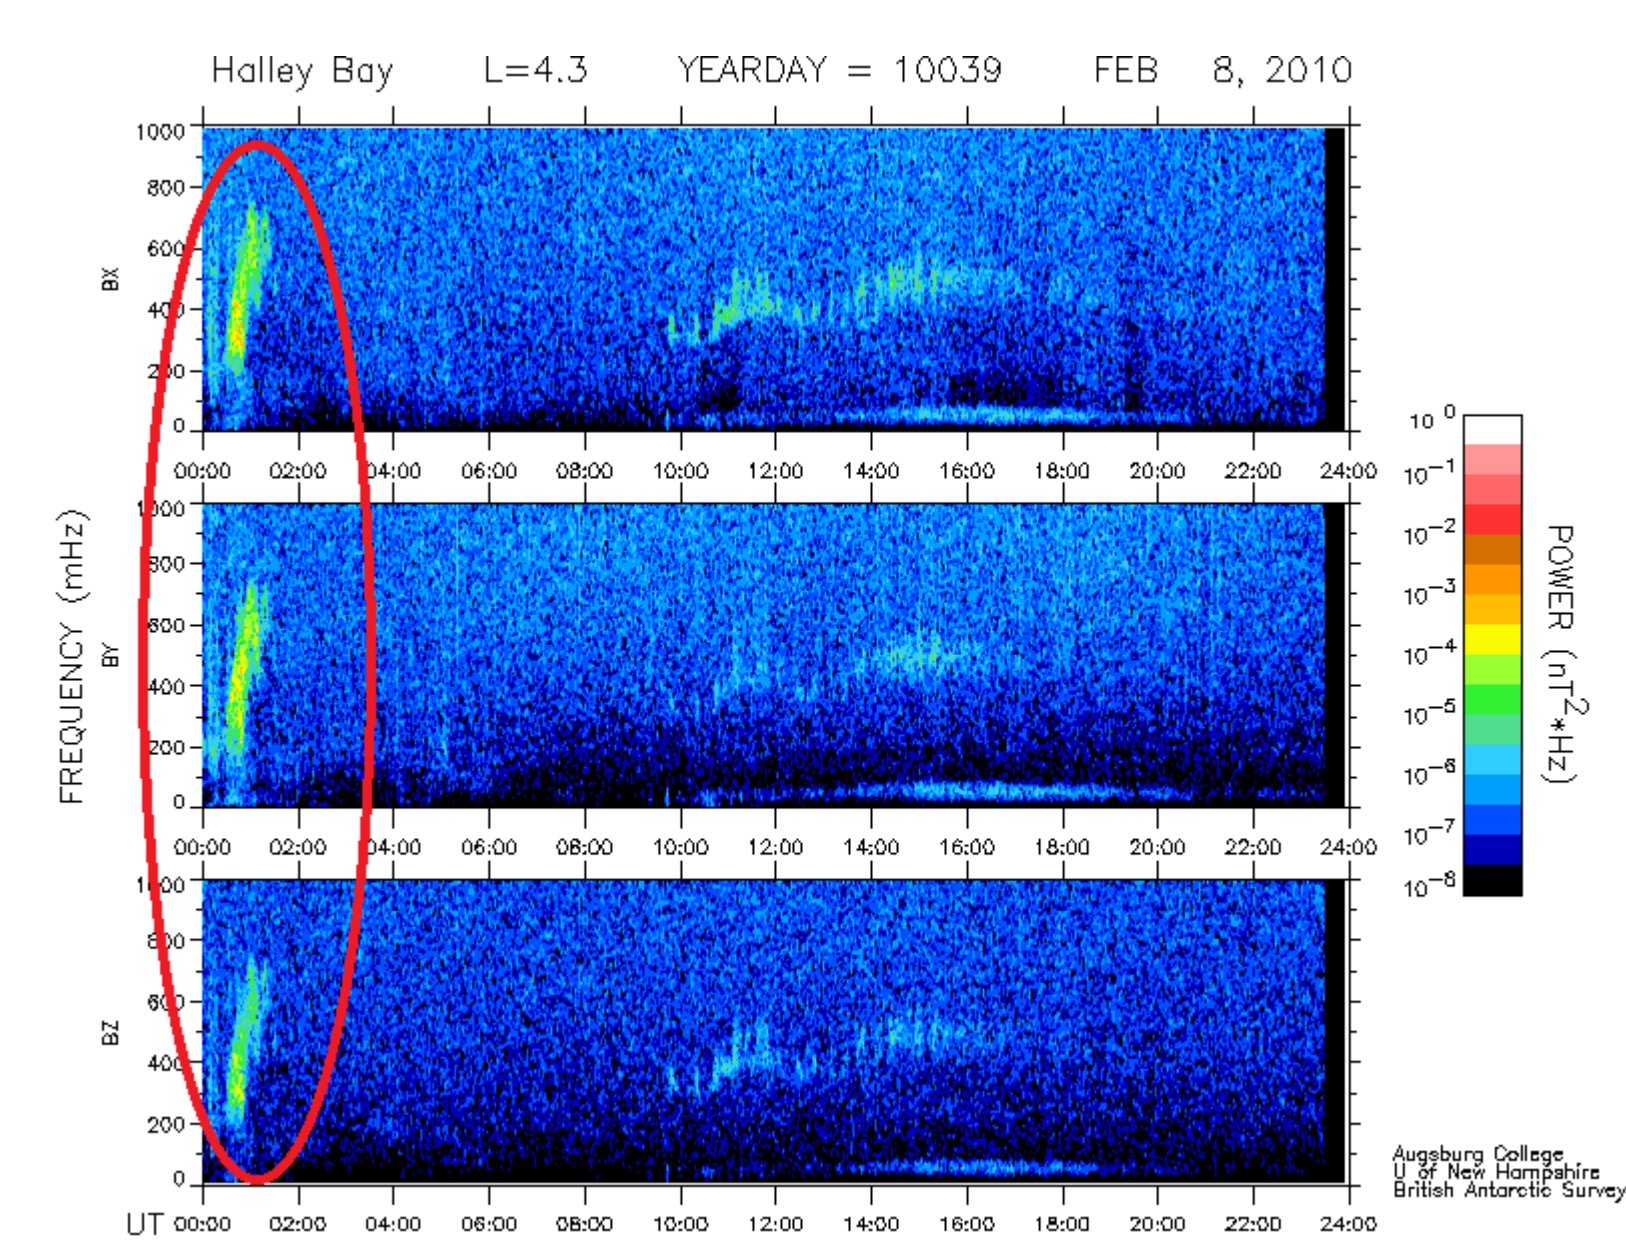 Halley Bay L=4.3 YEARDAY = 10039 FEB 8, 2010
1000
800
600
400
200
0
BX
00:00 02:00 04:00 06:00 08:00 10:00 12:00 14:00 16:00 18:00 20:00 22:00 24:00
FREQUENCY (mHz)
1000
800
600
400
200
0
BY
00:00 02:00 04:00 06:00 08:00 10:00 12:00 14:00 16:00 18:00 20:00 22:00 24:00
1000
800
600
400
200
0
BZ
UT 00:00 02:00 04:00 06:00 08:00 10:00 12:00 14:00 16:00 18:00 20:00 22:00 24:00
10^0
10^-1
10^-2
10^-3
10^-4
10^-5
10^-6
10^-7
10^-8
POWER (nT^2*Hz)
Augsburg College
U of New Hampshire
British Antarctic Survey